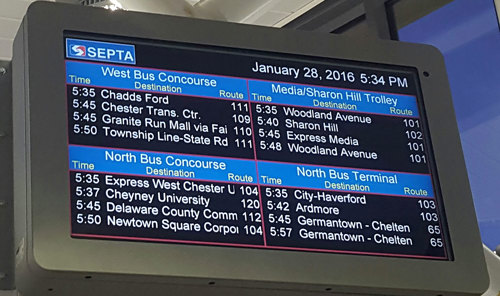 SEPTA
January 28, 2016 5:34 PM
West Bus Concourse
Time Destination Route
5:35 Chadds Ford 111
5:45 Chester Trans. Ctr. 109
5:45 Granite Run Mall via Fai 110
5:50 Township Line-State Rd 111
Media/Sharon Hill Trolley
Time Destination Route
5:35 Woodland Avenue 101
5:40 Sharon Hill 102
5:45 Express Media 101
5:48 Woodland Avenue 101
North Bus Concourse
Time Destination Route
5:35 Express West Chester U 104
5:37 Cheyney University 120
5:45 Delaware County Comm 112
5:50 Newtown Square Corpor 104
North Bus Terminal
Time Destination Route
5:35 City-Haverford 103
5:42 Ardmore 103
5:45 Germantown - Chelten 65
5:57 Germantown - Chelten 65